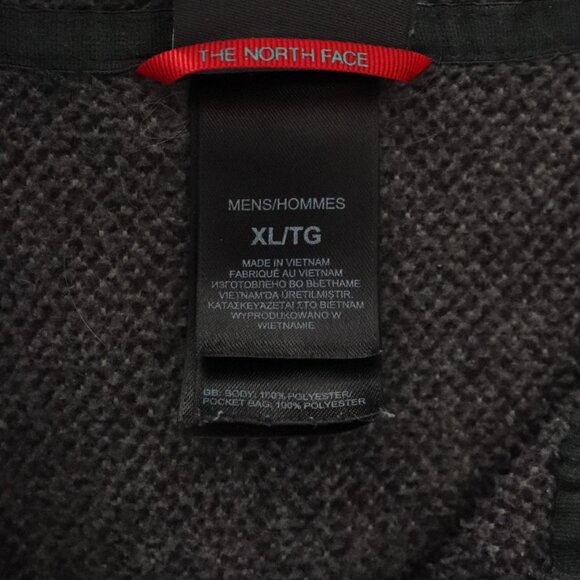 THE NORTH FACE
MENS/HOMMES
XL/TG
MADE IN VIETNAM
FABRIQUÉ AU VIETNAM
ИЗГОТОВЛЕНО ВО ВЬЕТНАМЕ
VIETNAM'DA ÜRETILMIŞTIR.
ΚΑΤΑΣΚΕΥΑΖΕΤΑΙ ΣΤΟ ΒΙΕΤΝΑΜ
WYPRODUKOWANO W
WIETNAMIE
GB: BODY: 100% POLYESTER/
POCKET BAG: 100% POLYESTER